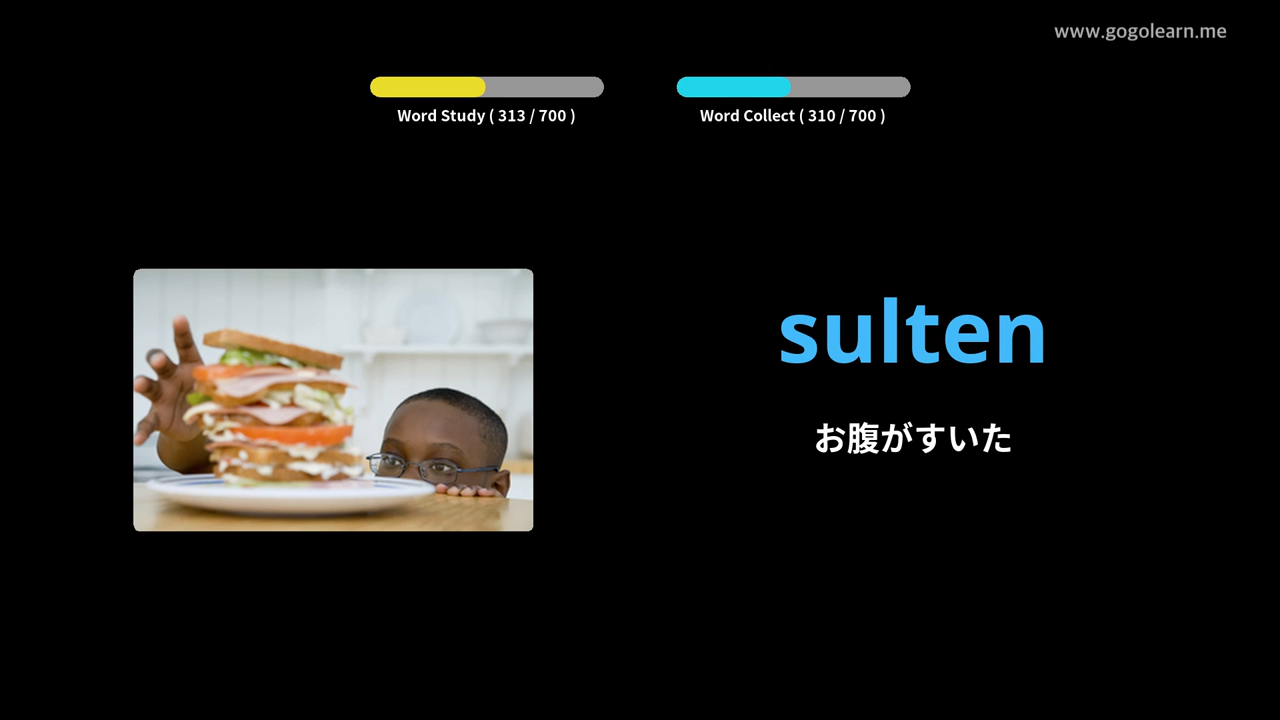 www.gogolearn.me
Word Study ( 313 / 700 )
Word Collect ( 310 / 700 )
sulten
お腹がすいた